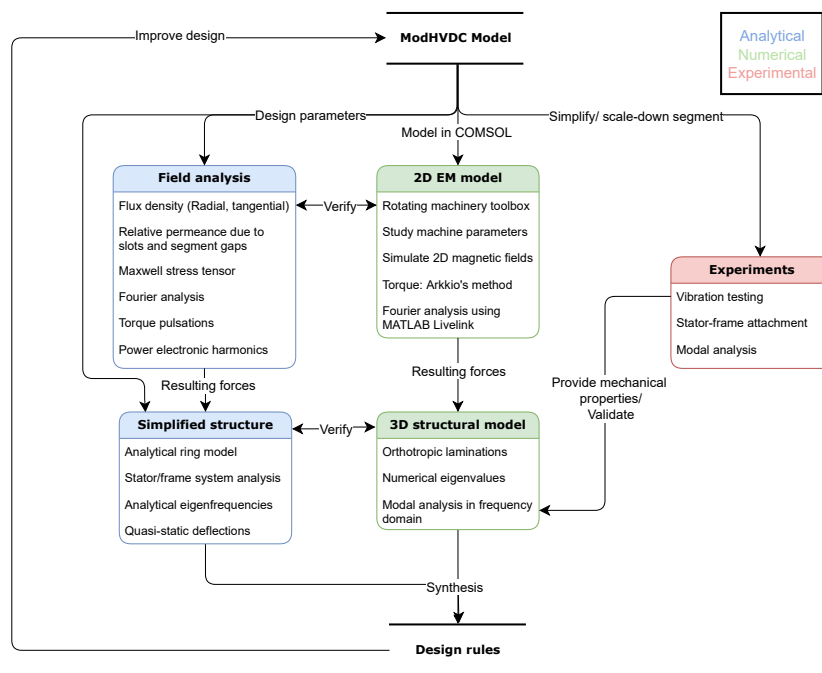 Improve design
ModHVDC Model
Analytical
Numerical
Experimental
Design parameters
Model in COMSOL
Simplify/ scale-down segment
Field analysis
Flux density (Radial, tangential)
Relative permeance due to
slots and segment gaps
Maxwell stress tensor
Fourier analysis
Torque pulsations
Power electronic harmonics
Verify
2D EM model
Rotating machinery toolbox
Study machine parameters
Simulate 2D magnetic fields
Torque: Arkkio's method
Fourier analysis using
MATLAB Livelink
Experiments
Vibration testing
Stator-frame attachment
Modal analysis
Resulting forces
Resulting forces
Provide mechanical
properties/
Validate
Simplified structure
Analytical ring model
Stator/frame system analysis
Analytical eigenfrequencies
Quasi-static deflections
Verify
3D structural model
Orthotropic laminations
Numerical eigenvalues
Modal analysis in frequency
domain
Synthesis
Design rules